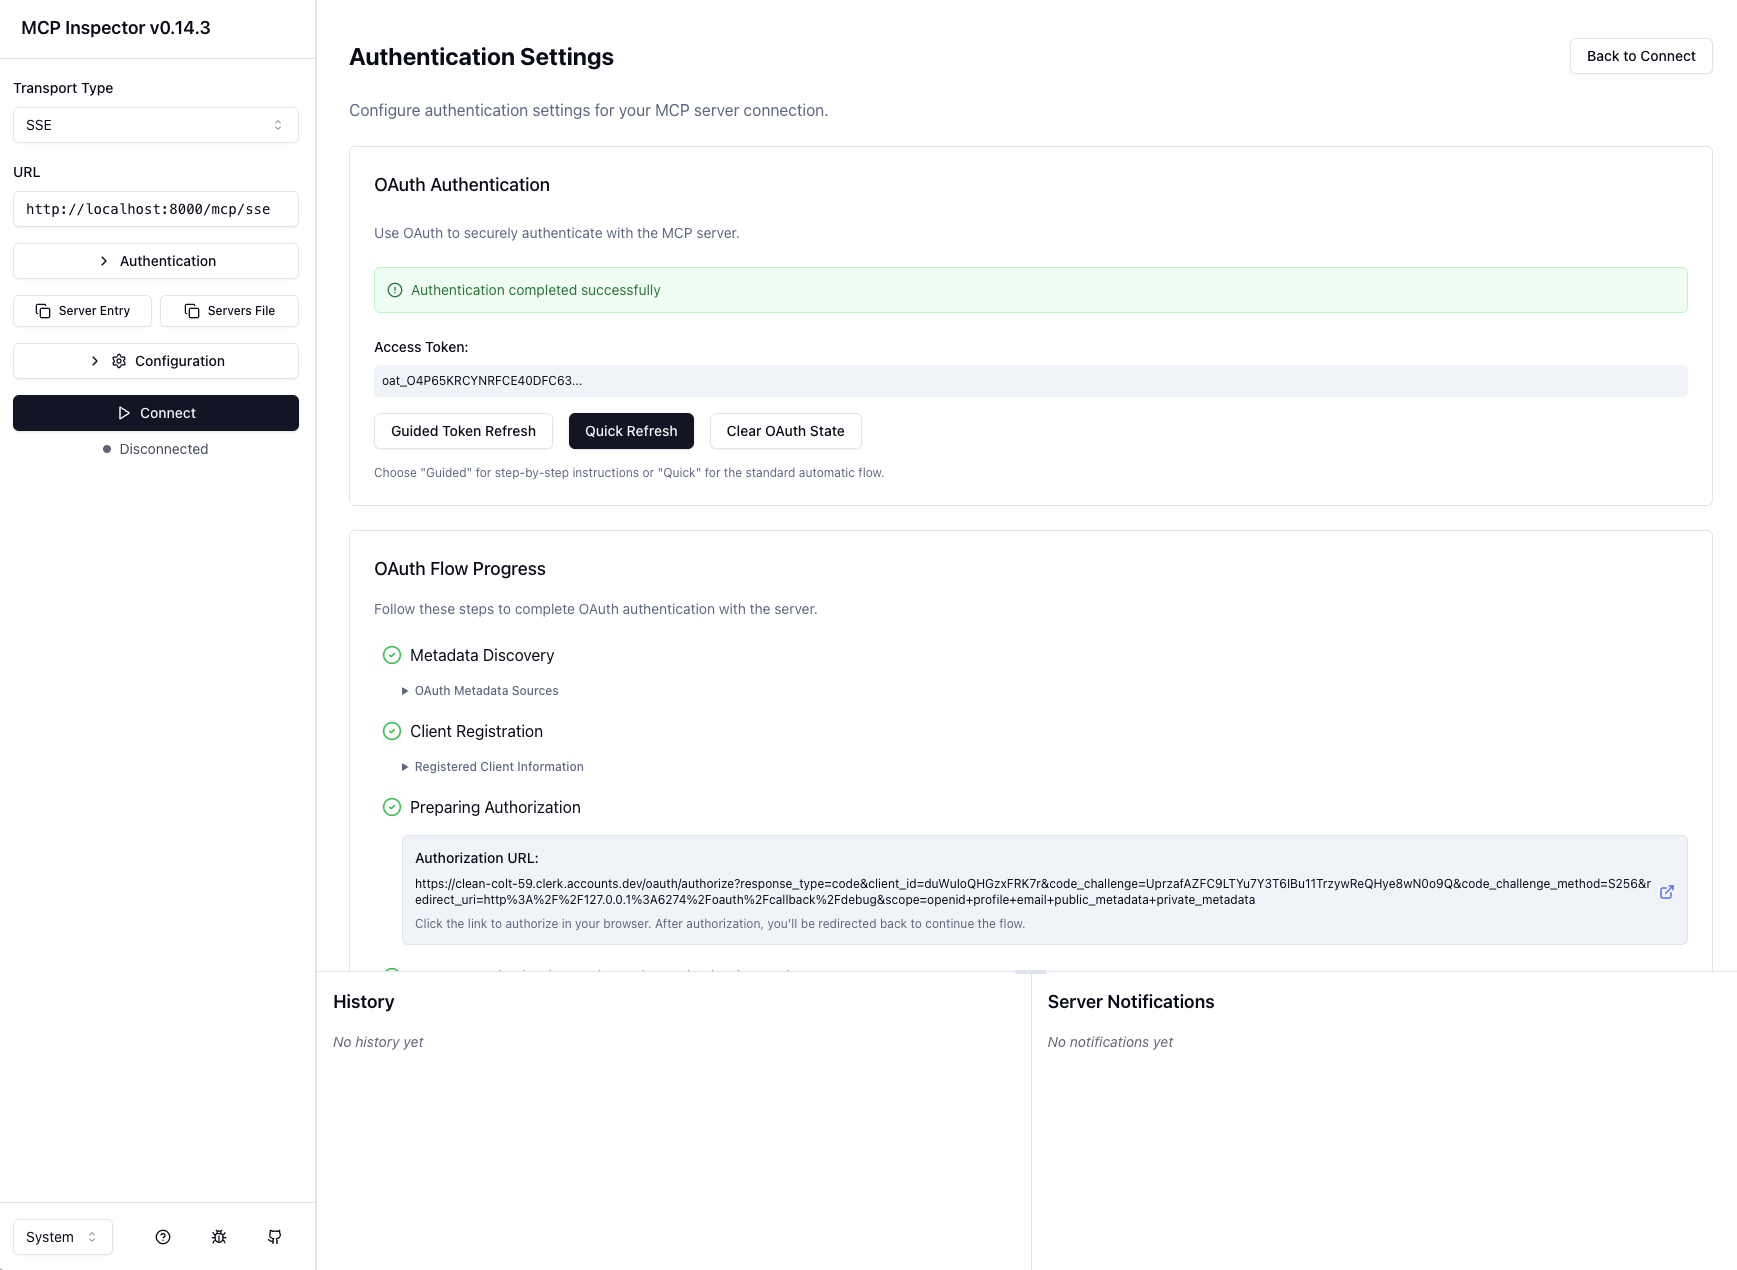 MCP Inspector v0.14.3
Transport Type
SSE
URL
http://localhost:8000/mcp/sse
Authentication
Server Entry
Servers File
Configuration
Connect
Disconnected
System
Authentication Settings
Back to Connect
Configure authentication settings for your MCP server connection.
OAuth Authentication
Use OAuth to securely authenticate with the MCP server.
Authentication completed successfully
Access Token:
oat_O4P65KRCYNRFCE40DFC63...
Guided Token Refresh
Quick Refresh
Clear OAuth State
Choose "Guided" for step-by-step instructions or "Quick" for the standard automatic flow.
OAuth Flow Progress
Follow these steps to complete OAuth authentication with the server.
Metadata Discovery
OAuth Metadata Sources
Client Registration
Registered Client Information
Preparing Authorization
Authorization URL:
https://clean-colt-59.clerk.accounts.dev/oauth/authorize?response_type=code&client_id=duWuIoQHGzxFRK7r&code_challenge=UprzafAZFC9LTYu7Y3T6IBu11TrzywReQHye8wN0o9Q&code_challenge_method=S256&r
edirect_uri=http%3A%2F%2F127.0.0.1%3A6274%2Foauth%2Fcallback%2Fdebug&scope=openid+profile+email+public_metadata+private_metadata
Click the link to authorize in your browser. After authorization, you'll be redirected back to continue the flow.
History
No history yet
Server Notifications
No notifications yet